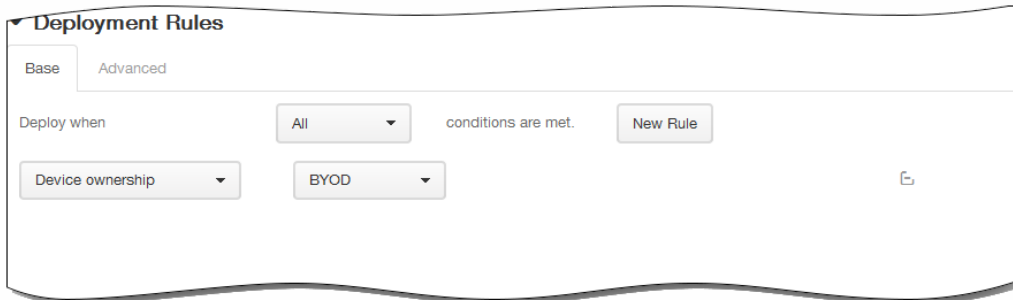 Deployment Rules
Base Advanced
Deploy when All conditions are met. New Rule
Device ownership BYOD